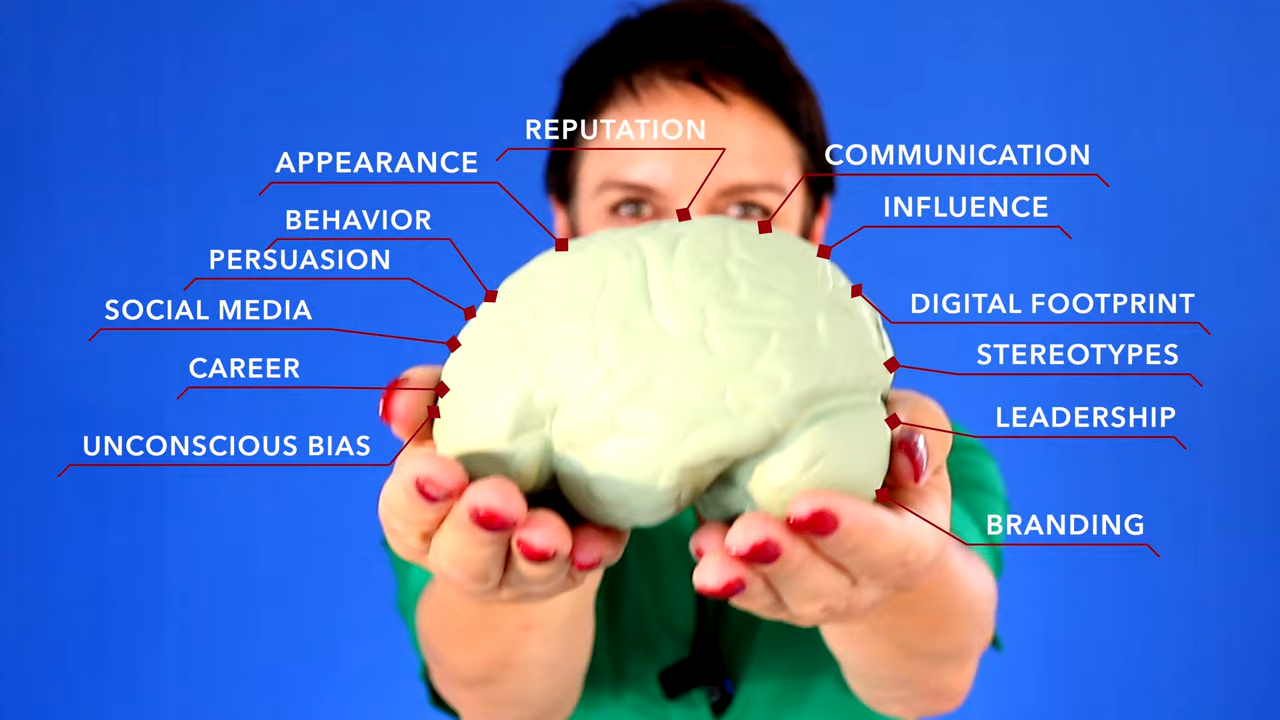 REPUTATION
APPEARANCE
COMMUNICATION
BEHAVIOR
INFLUENCE
PERSUASION
SOCIAL MEDIA
DIGITAL FOOTPRINT
CAREER
STEREOTYPES
UNCONSCIOUS BIAS
LEADERSHIP
BRANDING